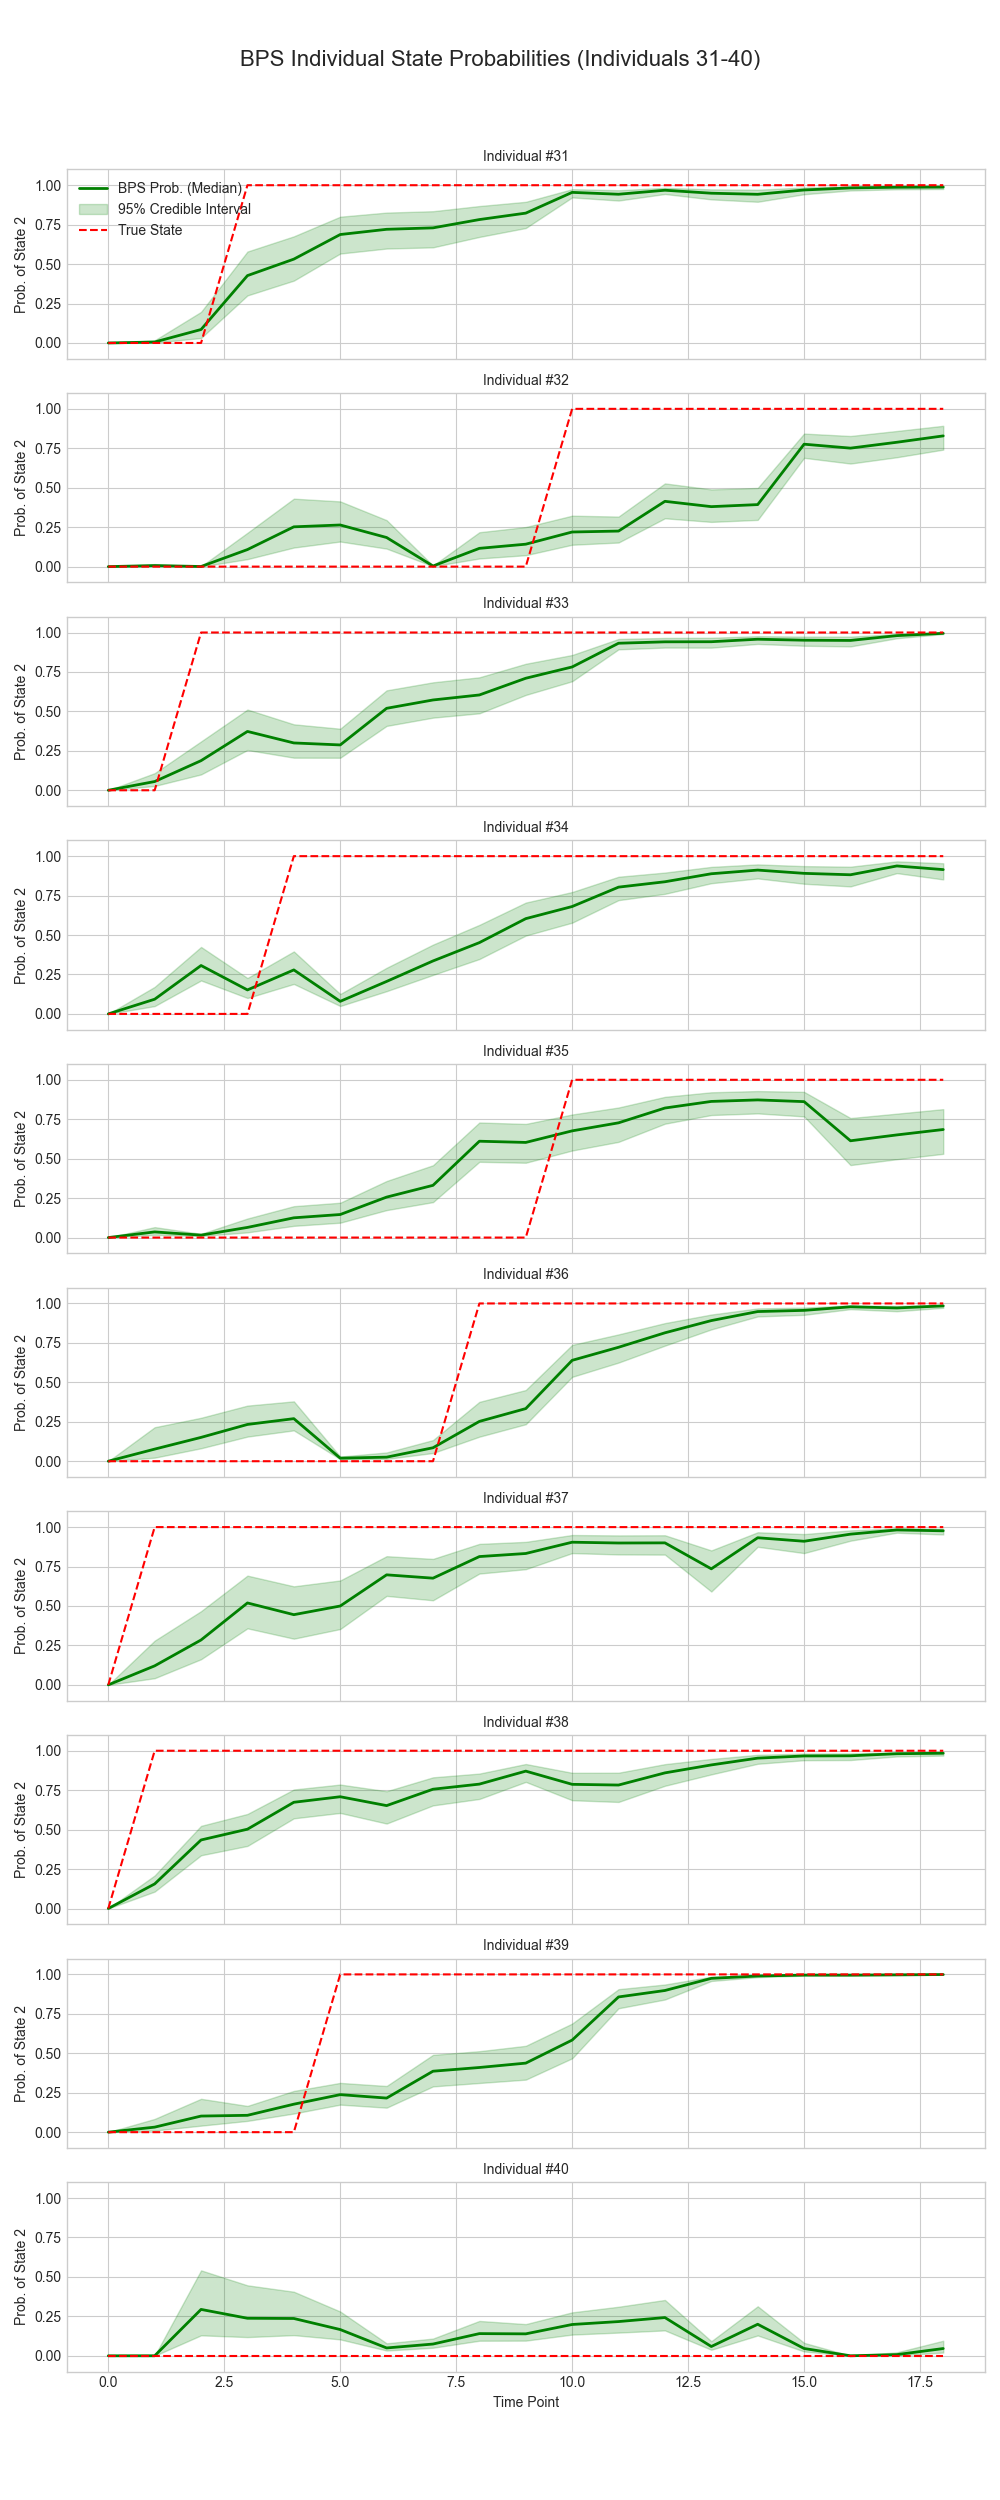 BPS Individual State Probabilities (Individuals 31-40)
Individual #31
1.00
0.75
0.50
0.25
0.00
Prob. of State 2
BPS Prob. (Median)
95% Credible Interval
True State
Individual #32
1.00
0.75
0.50
0.25
0.00
Prob. of State 2
Individual #33
1.00
0.75
0.50
0.25
0.00
Prob. of State 2
Individual #34
1.00
0.75
0.50
0.25
0.00
Prob. of State 2
Individual #35
1.00
0.75
0.50
0.25
0.00
Prob. of State 2
Individual #36
1.00
0.75
0.50
0.25
0.00
Prob. of State 2
Individual #37
1.00
0.75
0.50
0.25
0.00
Prob. of State 2
Individual #38
1.00
0.75
0.50
0.25
0.00
Prob. of State 2
Individual #39
1.00
0.75
0.50
0.25
0.00
Prob. of State 2
Individual #40
1.00
0.75
0.50
0.25
0.00
Prob. of State 2
0.0 2.5 5.0 7.5 10.0 12.5 15.0 17.5
Time Point